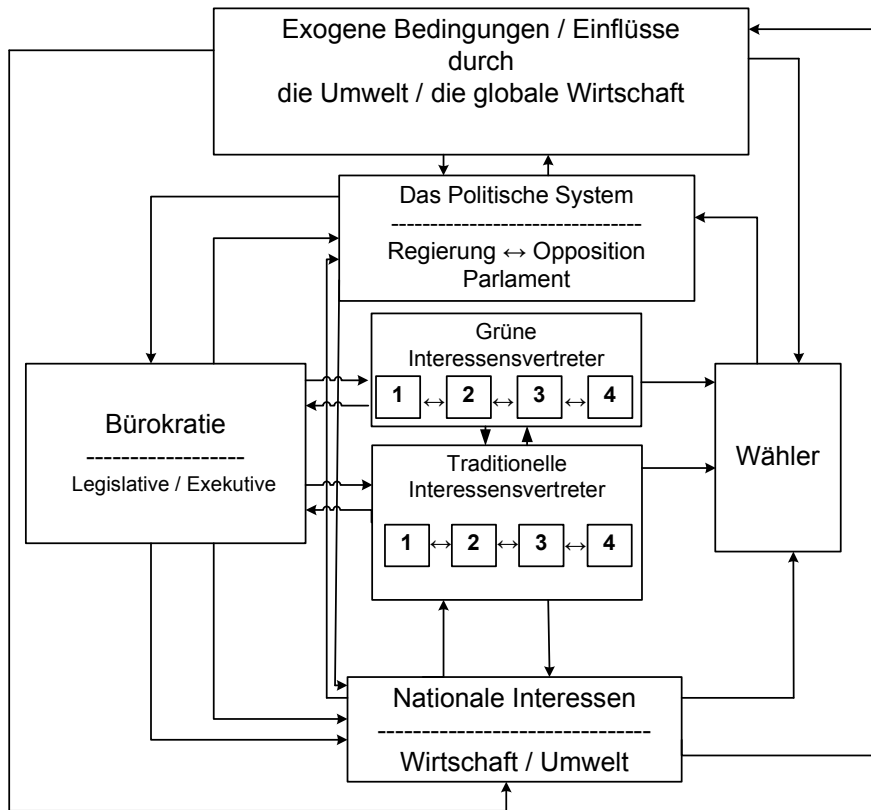 Exogene Bedingungen / Einflüsse
durch
die Umwelt / die globale Wirtschaft
Das Politische System
--------------------------------
Regierung ↔ Opposition
Parlament
Grüne
Interessensvertreter
1 ↔ 2 ↔ 3 ↔ 4
Bürokratie
------------------
Legislative / Exekutive
Traditionelle
Interessensvertreter
1 ↔ 2 ↔ 3 ↔ 4
Wähler
Nationale Interessen
--------------------------------
Wirtschaft / Umwelt